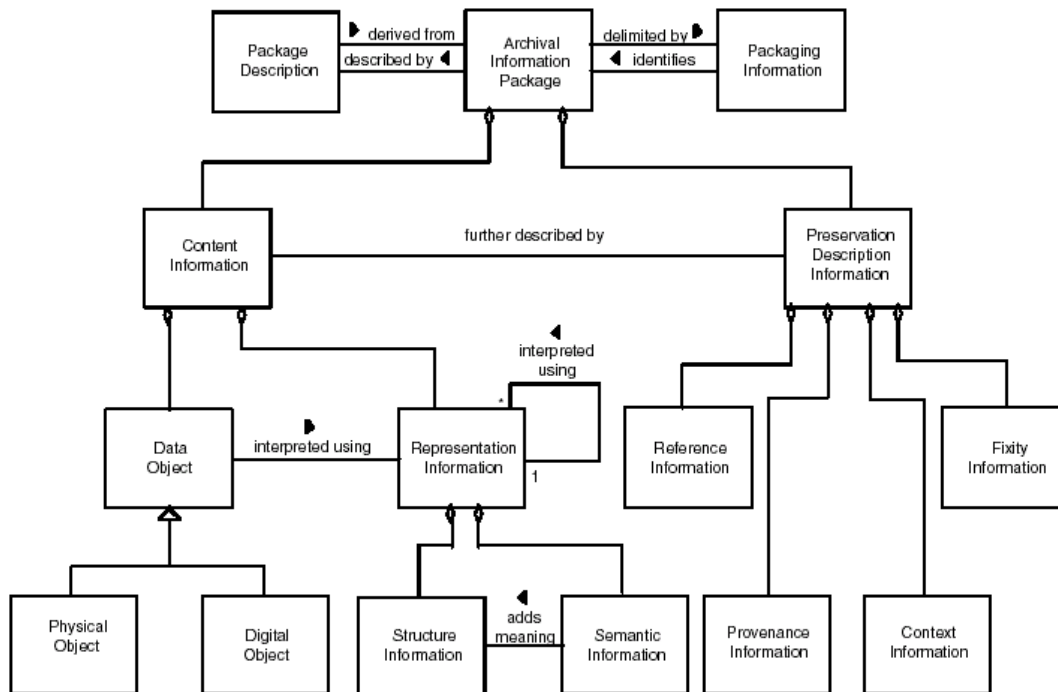 Package
Description
derived from
described by
Archival
Information
Package
delimited by
identifies
Packaging
Information
Content
Information
further described by
Preservation
Description
Information
interpreted
using
*
1
Data
Object
interpreted using
Representation
Information
Reference
Information
Fixity
Information
Physical
Object
Digital
Object
Structure
Information
adds
meaning
Semantic
Information
Provenance
Information
Context
Information